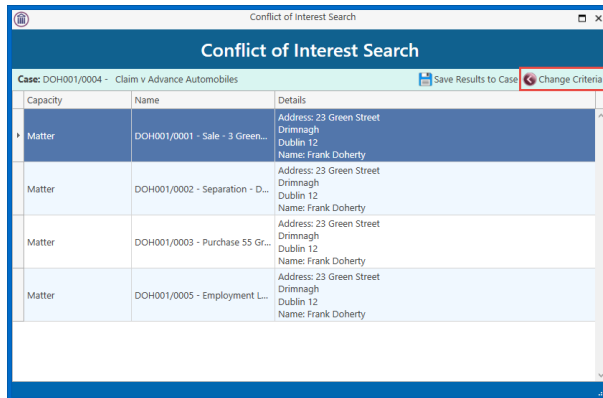 Conflict of Interest Search
Conflict of Interest Search
Case: DOH001/0004 - Claim v Advance Automobiles
Save Results to Case
Change Criteria
Capacity Name Details
Matter
DOH001/0001 - Sale - 3 Green...
Address: 23 Green Street
Drimnagh
Dublin 12
Name: Frank Doherty
Matter
DOH001/0002 - Separation - D...
Address: 23 Green Street
Drimnagh
Dublin 12
Name: Frank Doherty
Matter
DOH001/0003 - Purchase 55 Gr...
Address: 23 Green Street
Drimnagh
Dublin 12
Name: Frank Doherty
Matter
DOH001/0005 - Employment L...
Address: 23 Green Street
Drimnagh
Dublin 12
Name: Frank Doherty